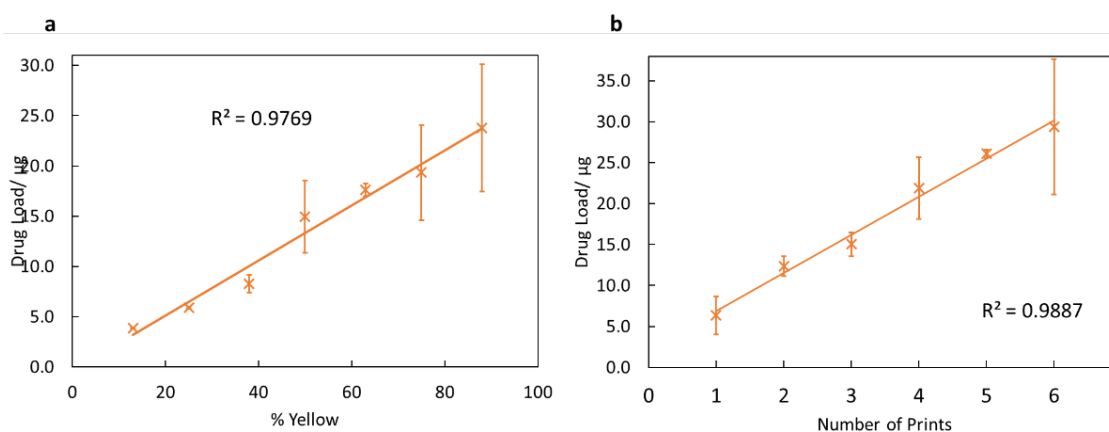 a
30.0
25.0
20.0
15.0
10.0
5.0
0.0
Drug Load/ µg
R² = 0.9769
0 20 40 60 80 100
% Yellow
b
35.0
30.0
25.0
20.0
15.0
10.0
5.0
0.0
Drug Load/ µg
R² = 0.9887
0 1 2 3 4 5 6
Number of Prints